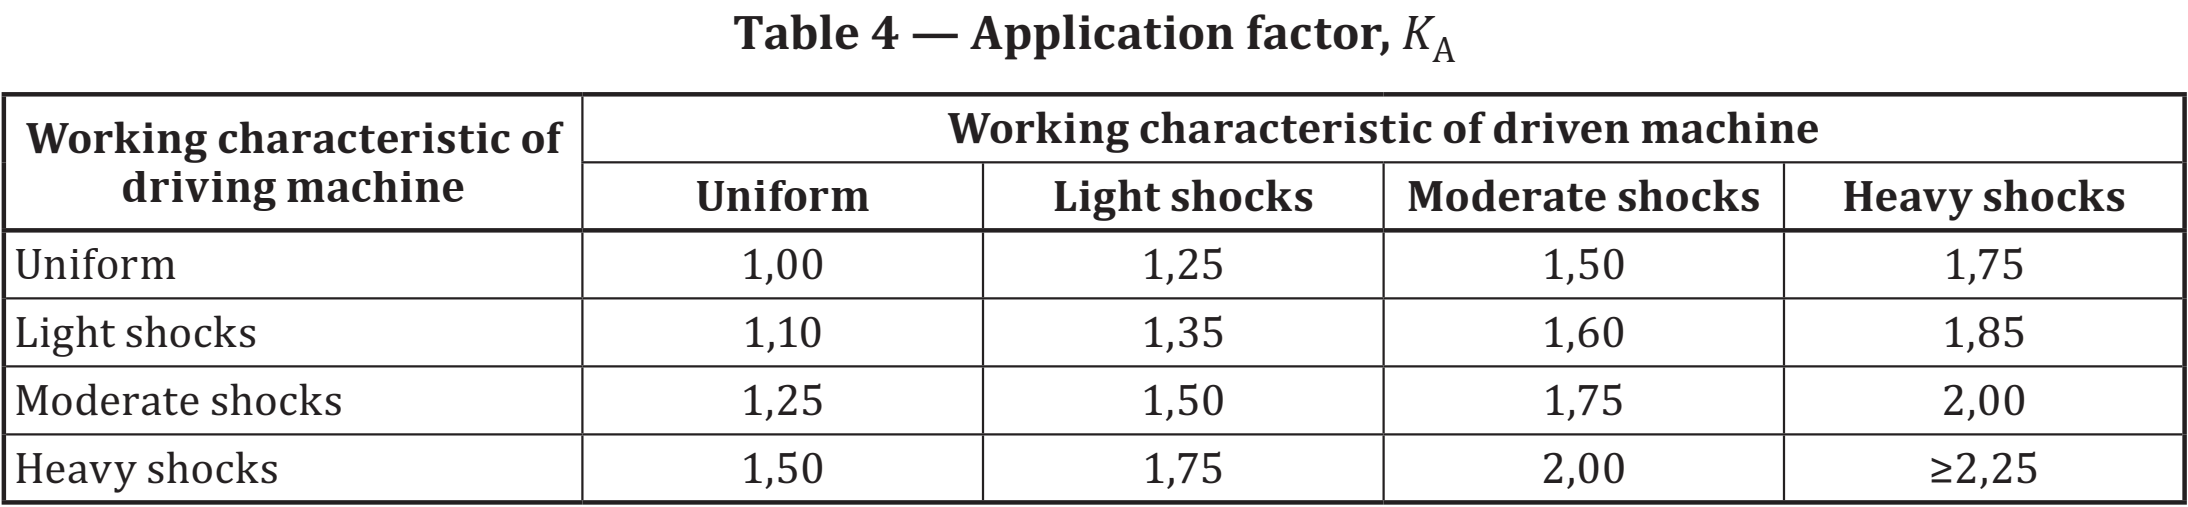 Table 4 — Application factor, K_A
Working characteristic of driving machine
Working characteristic of driven machine
Uniform Light shocks Moderate shocks Heavy shocks
Uniform 1,00 1,25 1,50 1,75
Light shocks 1,10 1,35 1,60 1,85
Moderate shocks 1,25 1,50 1,75 2,00
Heavy shocks 1,50 1,75 2,00 ≥2,25